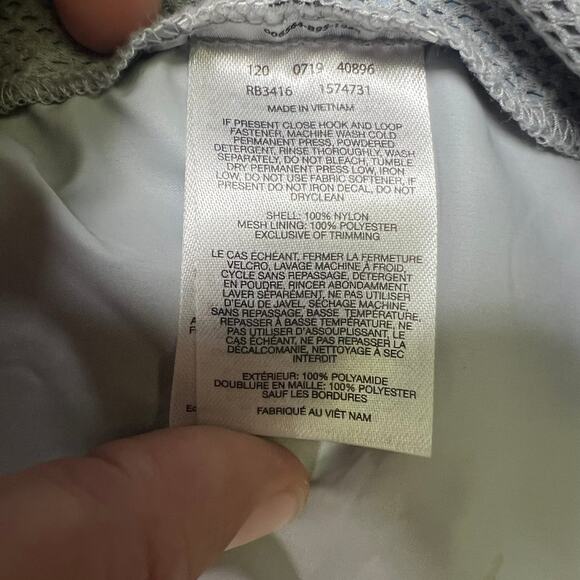 120 0719 40896
RB3416 1574731
MADE IN VIETNAM
IF PRESENT CLOSE HOOK AND LOOP
FASTENER, MACHINE WASH COLD
PERMANENT PRESS, POWDERED
DETERGENT, RINSE THOROUGHLY, WASH
SEPARATELY, DO NOT BLEACH, TUMBLE
DRY PERMANENT PRESS LOW, IRON
LOW, DO NOT USE FABRIC SOFTENER, IF
PRESENT DO NOT IRON DECAL, DO NOT
DRYCLEAN
SHELL: 100% NYLON
MESH LINING: 100% POLYESTER
EXCLUSIVE OF TRIMMING
LE CAS ÉCHÉANT, FERMER LA FERMETURE
VELCRO, LAVAGE MACHINE À FROID,
CYCLE SANS REPASSAGE, DÉTERGENT
EN POUDRE, RINCER ABONDAMMENT,
LAVER SÉPARÉMENT, NE PAS UTILISER
D'EAU DE JAVEL, SÉCHAGE MACHINE
SANS REPASSAGE, BASSE TEMPÉRATURE,
REPASSER À BASSE TEMPÉRATURE, NE
PAS UTILISER D'ASSOUPLISSANT, LE
CAS ÉCHÉANT, NE PAS REPASSER LA
DÉCALCOMANIE, NETTOYAGE À SEC
INTERDIT
EXTÉRIEUR: 100% POLYAMIDE
DOUBLURE EN MAILLE: 100% POLYESTER
SAUF LES BORDURES
FABRIQUÉ AU VIÊT NAM